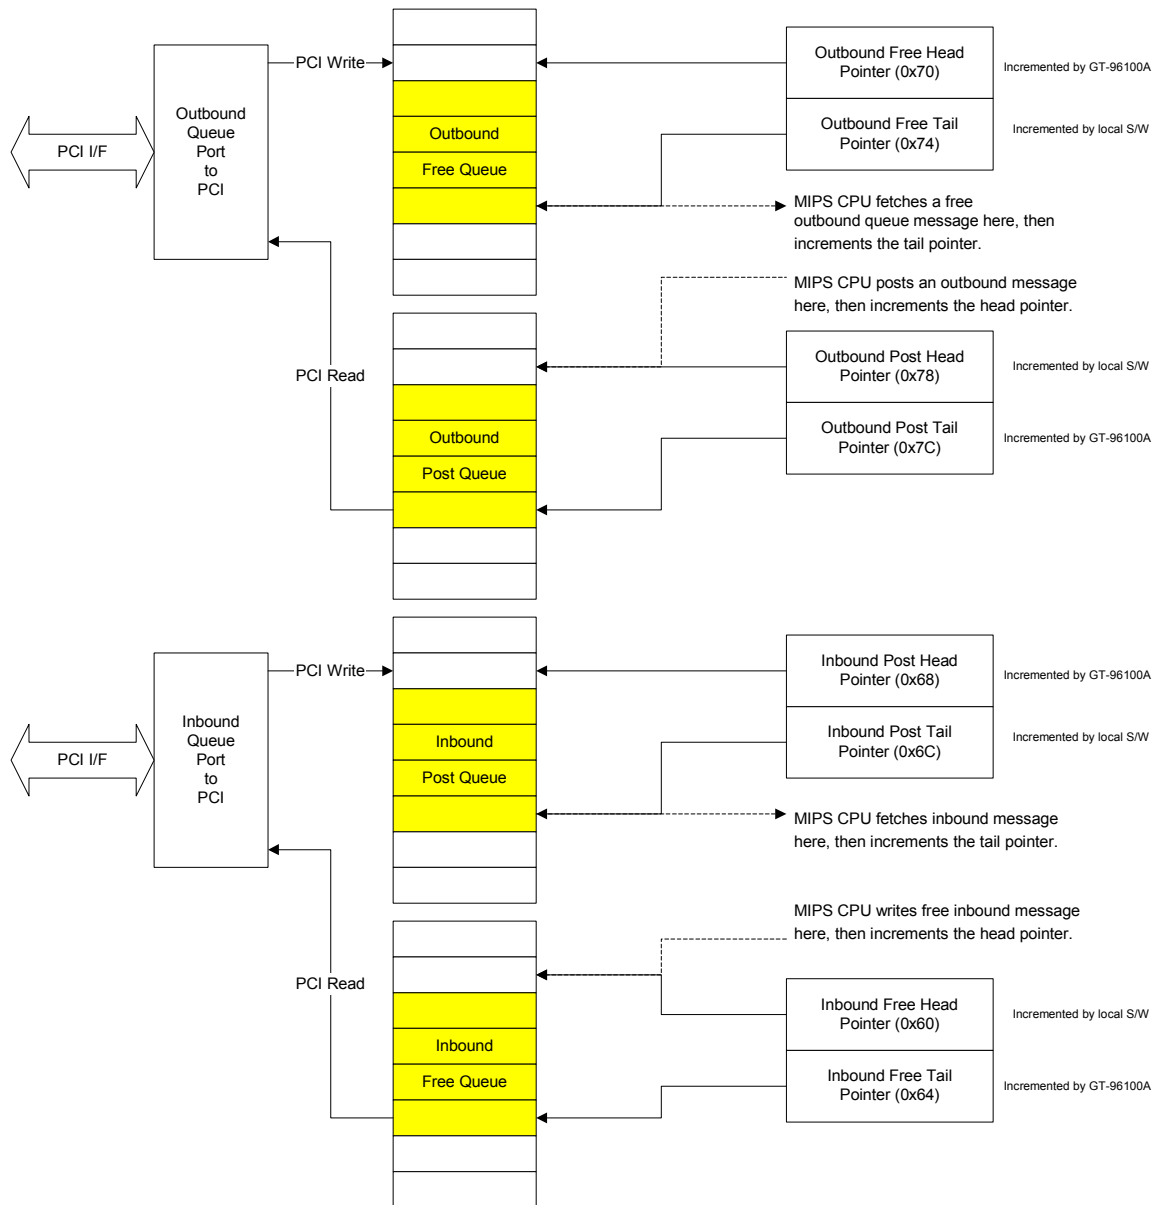 PCI I/F
Outbound
Queue
Port
to
PCI
PCI Write
Outbound
Free Queue
Outbound Free Head
Pointer (0x70)
Incremented by GT-96100A
Outbound Free Tail
Pointer (0x74)
Incremented by local S/W
MIPS CPU fetches a free
outbound queue message here, then
increments the tail pointer.
MIPS CPU posts an outbound message
here, then increments the head pointer.
PCI Read
Outbound
Post Queue
Outbound Post Head
Pointer (0x78)
Incremented by local S/W
Outbound Post Tail
Pointer (0x7C)
Incremented by GT-96100A
PCI I/F
Inbound
Queue
Port
to
PCI
PCI Write
Inbound
Post Queue
Inbound Post Head
Pointer (0x68)
Incremented by GT-96100A
Inbound Post Tail
Pointer (0x6C)
Incremented by local S/W
MIPS CPU fetches inbound message
here, then increments the tail pointer.
MIPS CPU writes free inbound message
here, then increments the head pointer.
PCI Read
Inbound
Free Queue
Inbound Free Head
Pointer (0x60)
Incremented by local S/W
Inbound Free Tail
Pointer (0x64)
Incremented by GT-96100A